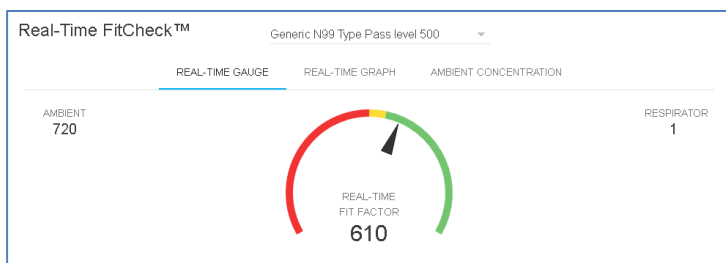 Real-Time FitCheck™
Generic N99 Type Pass level 500
REAL-TIME GAUGE
REAL-TIME GRAPH
AMBIENT CONCENTRATION
AMBIENT
720
RESPIRATOR
1
REAL-TIME
FIT FACTOR
610